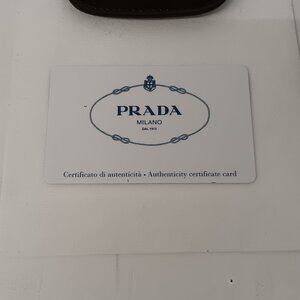 PRADA
MILANO
DAL 1913
Certificato di autenticità • Authenticity certificate card